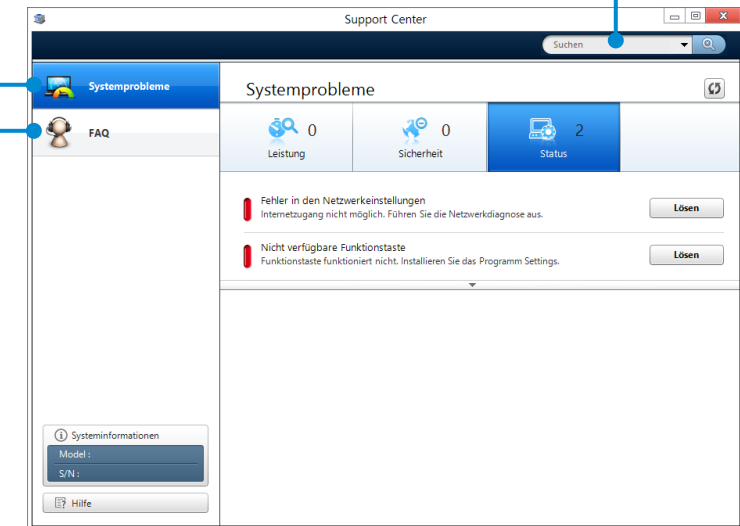 Support Center
Suchen
Systemprobleme
FAQ
Systemprobleme
0
Leistung
0
Sicherheit
2
Status
Fehler in den Netzwerkeinstellungen
Internetzugang nicht möglich. Führen Sie die Netzwerkdiagnose aus.
Lösen
Nicht verfügbare Funktionstaste
Funktionstaste funktioniert nicht. Installieren Sie das Programm Settings.
Lösen
Systeminformationen
Model :
S/N :
Hilfe